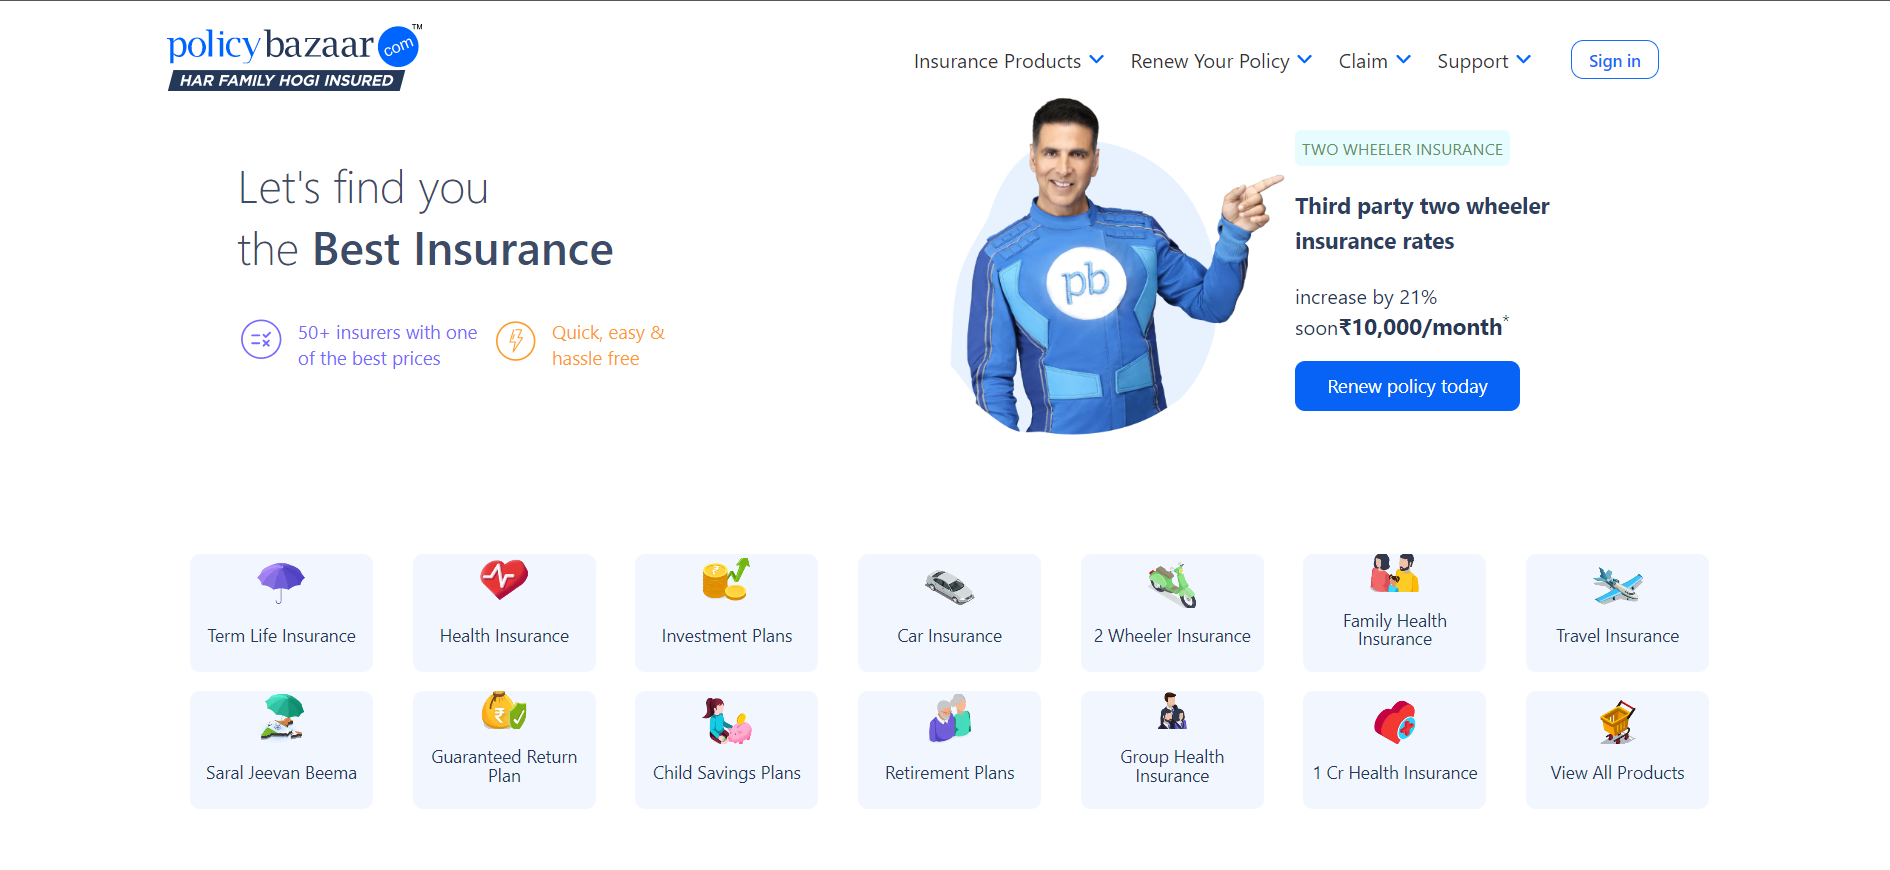 policybazaar com ™
HAR FAMILY HOGI INSURED
Insurance Products Renew Your Policy Claim Support Sign in
Let's find you
the Best Insurance
50+ insurers with one
of the best prices
Quick, easy &
hassle free
pb
TWO WHEELER INSURANCE
Third party two wheeler
insurance rates
increase by 21%
soon₹10,000/month*
Renew policy today
Term Life Insurance
Health Insurance
Investment Plans
Car Insurance
2 Wheeler Insurance
Family Health
Insurance
Travel Insurance
Saral Jeevan Beema
₹
Guaranteed Return
Plan
Child Savings Plans
Retirement Plans
Group Health
Insurance
1 Cr Health Insurance
View All Products